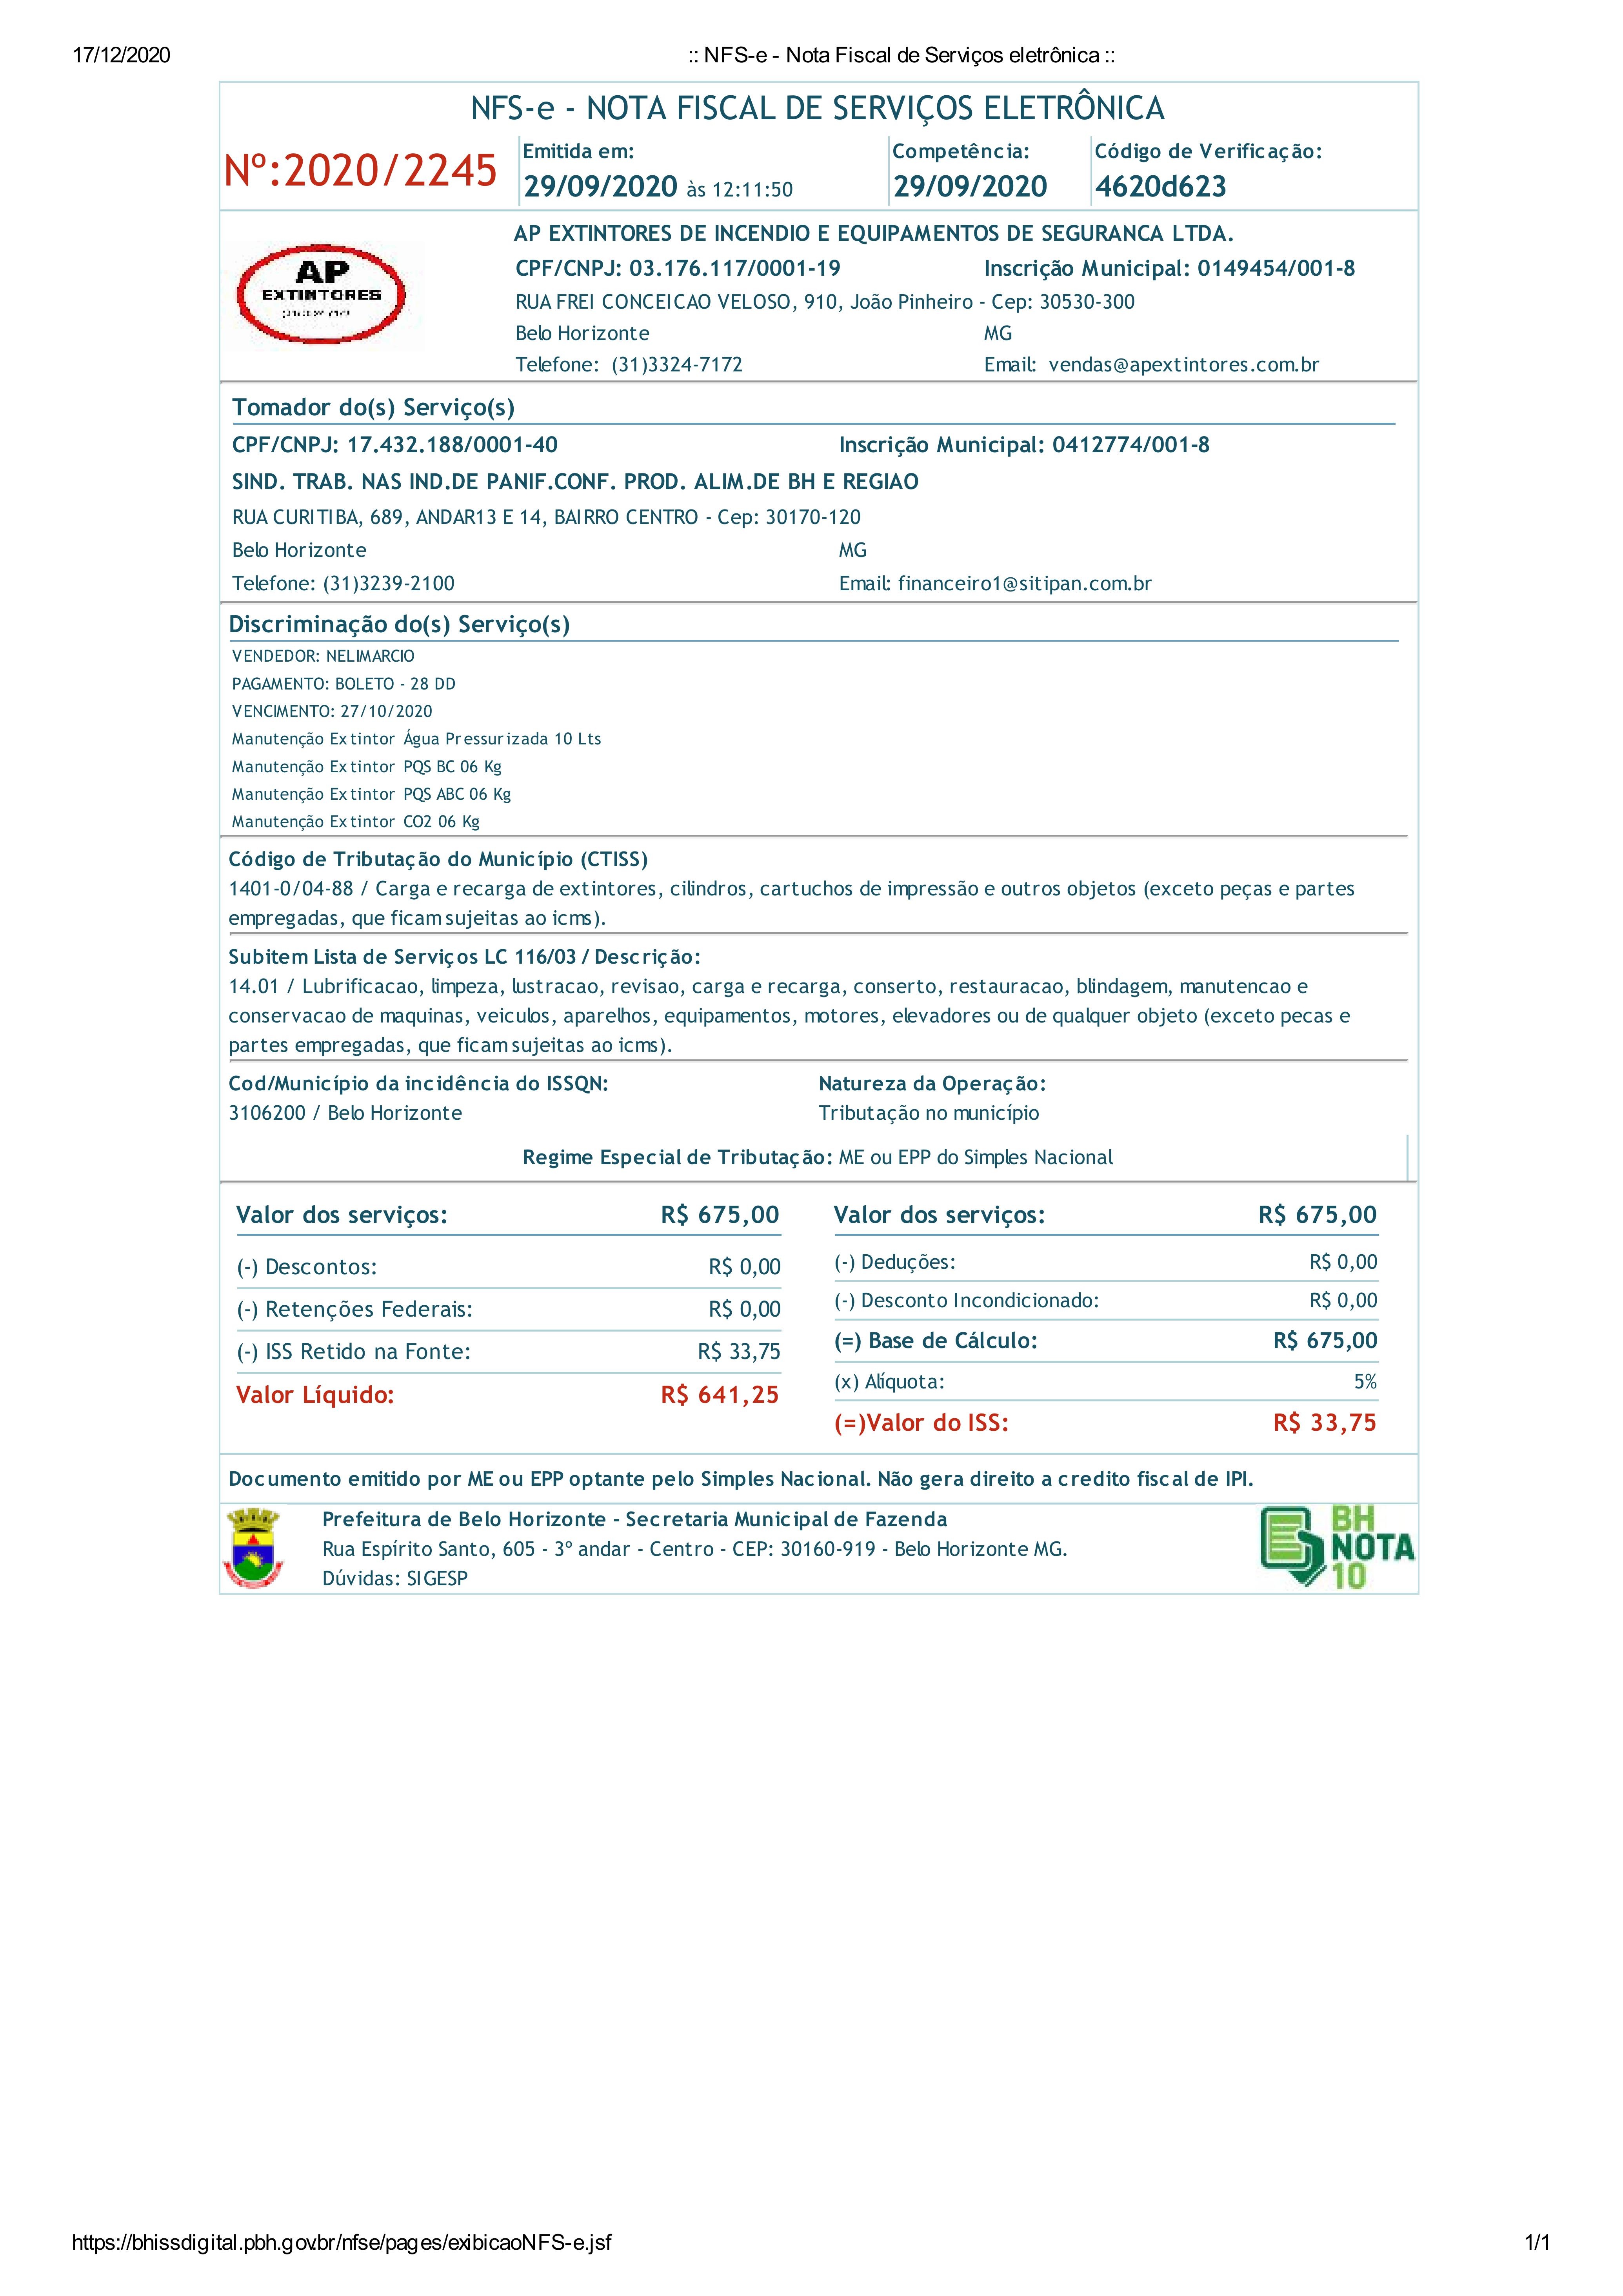 17/12/2020
:: NFS-e - Nota Fiscal de Serviços eletrônica ::
NFS-e - NOTA FISCAL DE SERVIÇOS ELETRÔNICA
Nº:2020/2245
Emitida em:
29/09/2020 às 12:11:50
Competência:
29/09/2020
Código de Verificação:
4620d623
AP
EXTINTORES
AP EXTINTORES DE INCENDIO E EQUIPAMENTOS DE SEGURANCA LTDA.
CPF/CNPJ: 03.176.117/0001-19
Inscrição Municipal: 0149454/001-8
RUA FREI CONCEICAO VELOSO, 910, João Pinheiro - Cep: 30530-300
Belo Horizonte
MG
Telefone: (31)3324-7172
Email: vendas@apextintores.com.br
Tomador do(s) Serviço(s)
CPF/CNPJ: 17.432.188/0001-40
Inscrição Municipal: 0412774/001-8
SIND. TRAB. NAS IND.DE PANIF.CONF. PROD. ALIM.DE BH E REGIAO
RUA CURITIBA, 689, ANDAR13 E 14, BAIRRO CENTRO - Cep: 30170-120
Belo Horizonte
MG
Telefone: (31)3239-2100
Email: financeiro1@sitipan.com.br
Discriminação do(s) Serviço(s)
VENDEDOR: NELIMARCIO
PAGAMENTO: BOLETO - 28 DD
VENCIMENTO: 27/10/2020
Manutenção Extintor Água Pressurizada 10 Lts
Manutenção Extintor PQS BC 06 Kg
Manutenção Extintor PQS ABC 06 Kg
Manutenção Extintor CO2 06 Kg
Código de Tributação do Município (CTISS)
1401-0/04-88 / Carga e recarga de extintores, cilindros, cartuchos de impressão e outros objetos (exceto peças e partes
empregadas, que ficam sujeitas ao icms).
Subitem Lista de Serviços LC 116/03 / Descrição:
14.01 / Lubrificacao, limpeza, lustracao, revisao, carga e recarga, conserto, restauracao, blindagem, manutencao e
conservacao de maquinas, veiculos, aparelhos, equipamentos, motores, elevadores ou de qualquer objeto (exceto pecas e
partes empregadas, que ficam sujeitas ao icms).
Cod/Município da incidência do ISSQN:
3106200 / Belo Horizonte
Natureza da Operação:
Tributação no município
Regime Especial de Tributação: ME ou EPP do Simples Nacional
Valor dos serviços: R$ 675,00
(-) Descontos: R$ 0,00
(-) Retenções Federais: R$ 0,00
(-) ISS Retido na Fonte: R$ 33,75
Valor Líquido: R$ 641,25
Valor dos serviços: R$ 675,00
(-) Deduções: R$ 0,00
(-) Desconto Incondicionado: R$ 0,00
(=) Base de Cálculo: R$ 675,00
(x) Alíquota: 5%
(=)Valor do ISS: R$ 33,75
Documento emitido por ME ou EPP optante pelo Simples Nacional. Não gera direito a credito fiscal de IPI.
Prefeitura de Belo Horizonte - Secretaria Municipal de Fazenda
Rua Espírito Santo, 605 - 3º andar - Centro - CEP: 30160-919 - Belo Horizonte MG.
Dúvidas: SIGESP
BH
NOTA
10
https://bhissdigital.pbh.gov.br/nfse/pages/exibicaoNFS-e.jsf
1/1